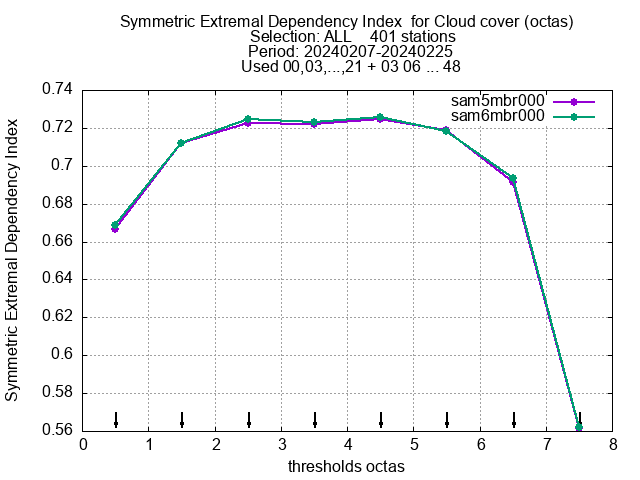 Symmetric Extremal Dependency Index  for Cloud cover (octas)
Selection: ALL    401 stations
Period: 20240207-20240225
Used 00,03,...,21 + 03 06 ... 48
sam5mbr000
sam6mbr000
Symmetric Extremal Dependency Index
0.74
0.72
0.7
0.68
0.66
0.64
0.62
0.6
0.58
0.56
0 1 2 3 4 5 6 7 8
thresholds octas